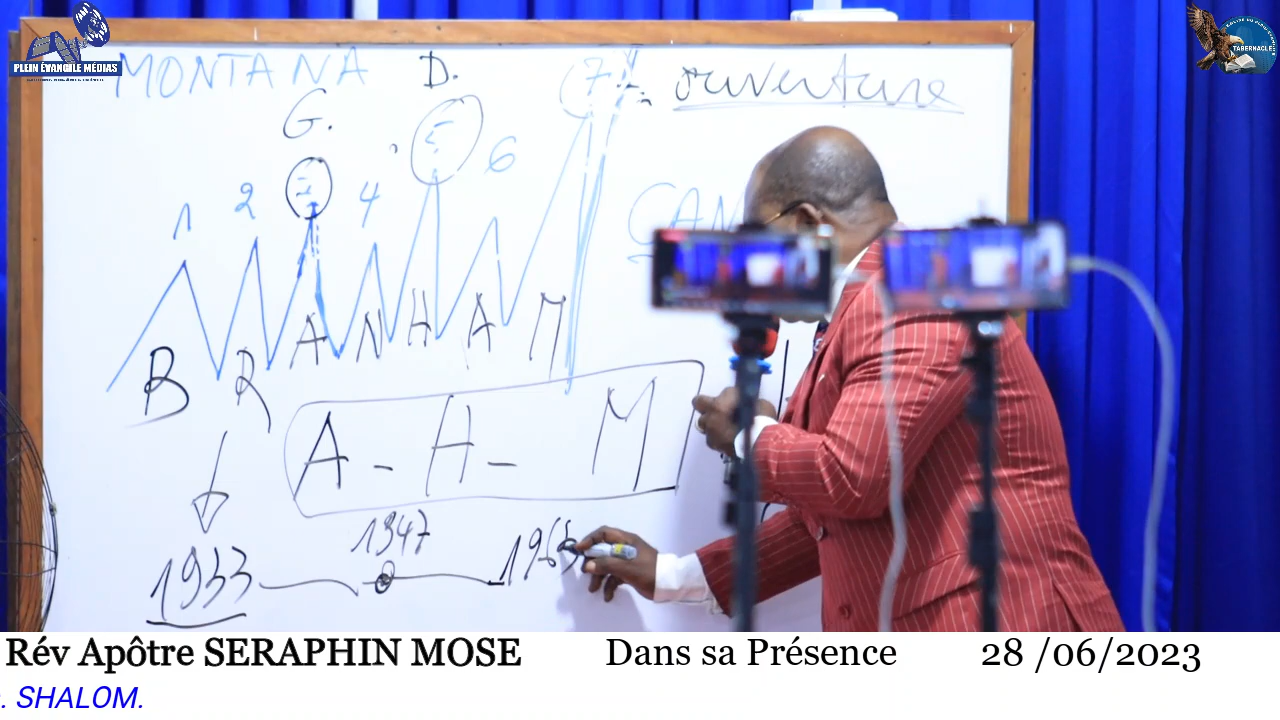 PLEIN ÉVANGILE MÉDIAS
TABERNACLE
MONTANA D. 7 ouverture
G.
1 2 3 4 5 6
CAN
B R A N H A M
A - H - M
1947
1933 1965
Rév Apôtre SERAPHIN MOSE Dans sa Présence 28 /06/2023
. SHALOM.